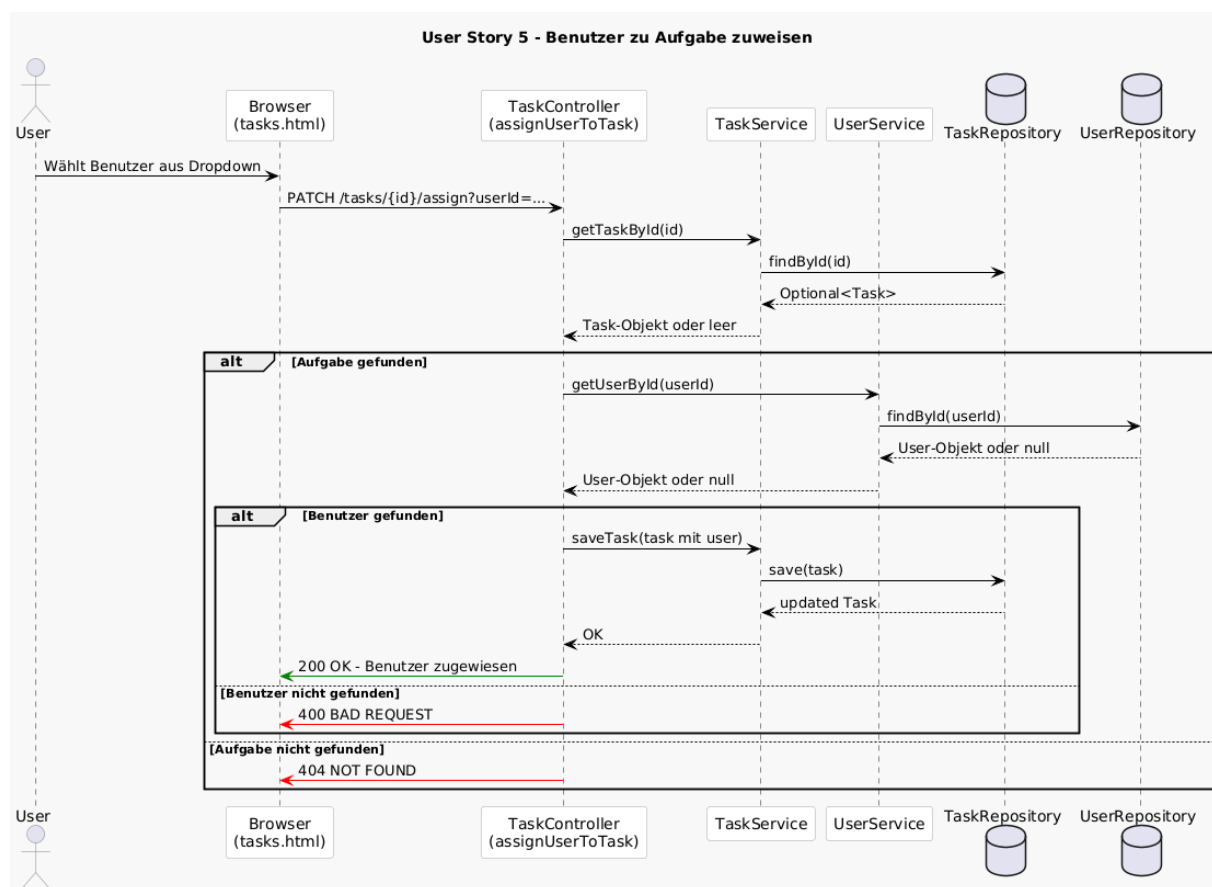 User Story 5 - Benutzer zu Aufgabe zuweisen
User
Browser
(tasks.html)
TaskController
(assignUserToTask)
TaskService
UserService
TaskRepository
UserRepository
Wählt Benutzer aus Dropdown
PATCH /tasks/{id}/assign?userId=...
getTaskById(id)
findById(id)
Optional<Task>
Task-Objekt oder leer
alt
[Aufgabe gefunden]
getUserById(userId)
findById(userId)
User-Objekt oder null
User-Objekt oder null
alt
[Benutzer gefunden]
saveTask(task mit user)
save(task)
updated Task
OK
200 OK - Benutzer zugewiesen
[Benutzer nicht gefunden]
400 BAD REQUEST
[Aufgabe nicht gefunden]
404 NOT FOUND
User
Browser
(tasks.html)
TaskController
(assignUserToTask)
TaskService
UserService
TaskRepository
UserRepository